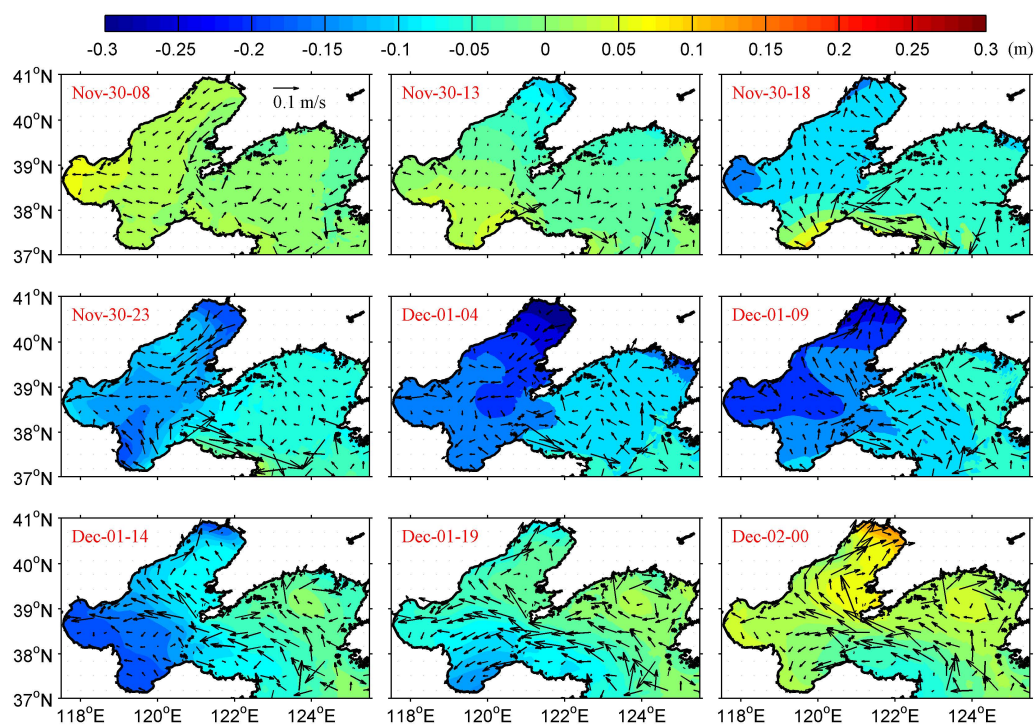 -0.3 -0.25 -0.2 -0.15 -0.1 -0.05 0 0.05 0.1 0.15 0.2 0.25 0.3 (m)
41°N
40°N
39°N
38°N
37°N
Nov-30-08
0.1 m/s
Nov-30-13
Nov-30-18
41°N
40°N
39°N
38°N
37°N
Nov-30-23
Dec-01-04
Dec-01-09
41°N
40°N
39°N
38°N
37°N
Dec-01-14
Dec-01-19
Dec-02-00
118°E 120°E 122°E 124°E 118°E 120°E 122°E 124°E 118°E 120°E 122°E 124°E